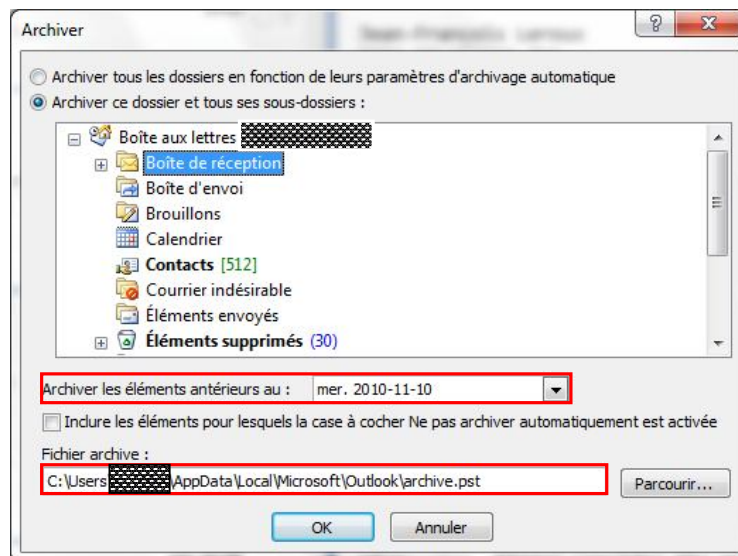 Archiver
Archiver tous les dossiers en fonction de leurs paramètres d'archivage automatique
Archiver ce dossier et tous ses sous-dossiers :
Boîte aux lettres
Boîte de réception
Boîte d'envoi
Brouillons
Calendrier
Contacts [512]
Courrier indésirable
Éléments envoyés
Éléments supprimés (30)
Archiver les éléments antérieurs au : mer. 2010-11-10
Inclure les éléments pour lesquels la case à cocher Ne pas archiver automatiquement est activée
Fichier archive :
C:\Users \AppData\Local\Microsoft\Outlook\archive.pst Parcourir...
OK Annuler